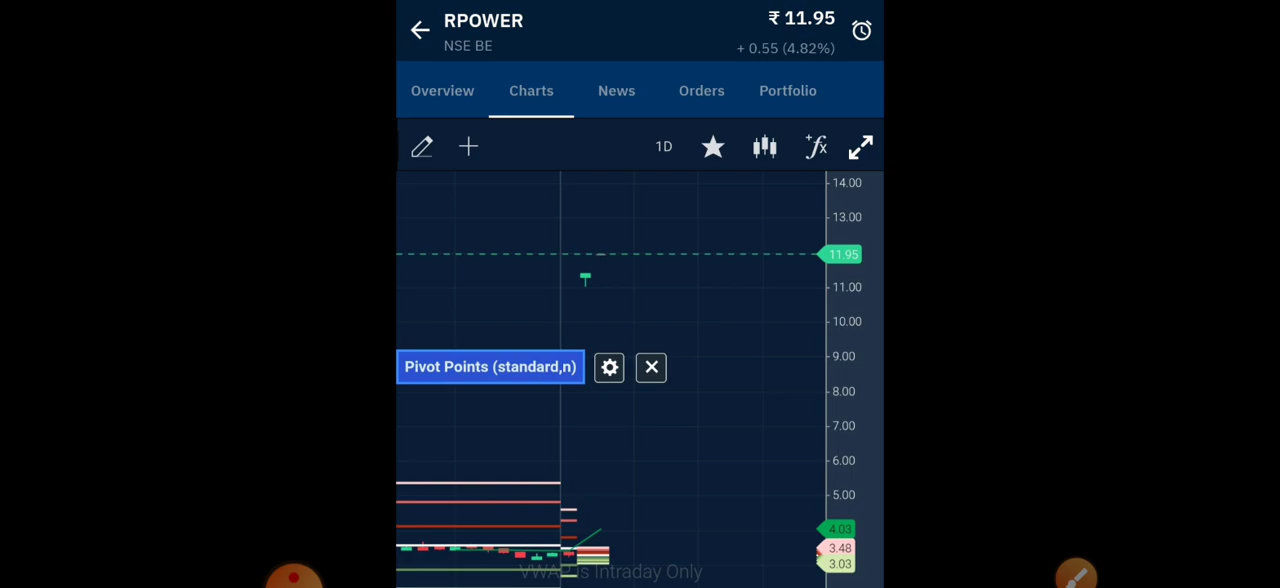 RPOWER
₹ 11.95
NSE BE
+ 0.55 (4.82%)
Overview Charts News Orders Portfolio
1D
+fx
14.00
13.00
11.95
11.00
10.00
9.00
Pivot Points (standard,n)
8.00
7.00
6.00
5.00
4.03
3.48
3.03
VWAP is Intraday Only